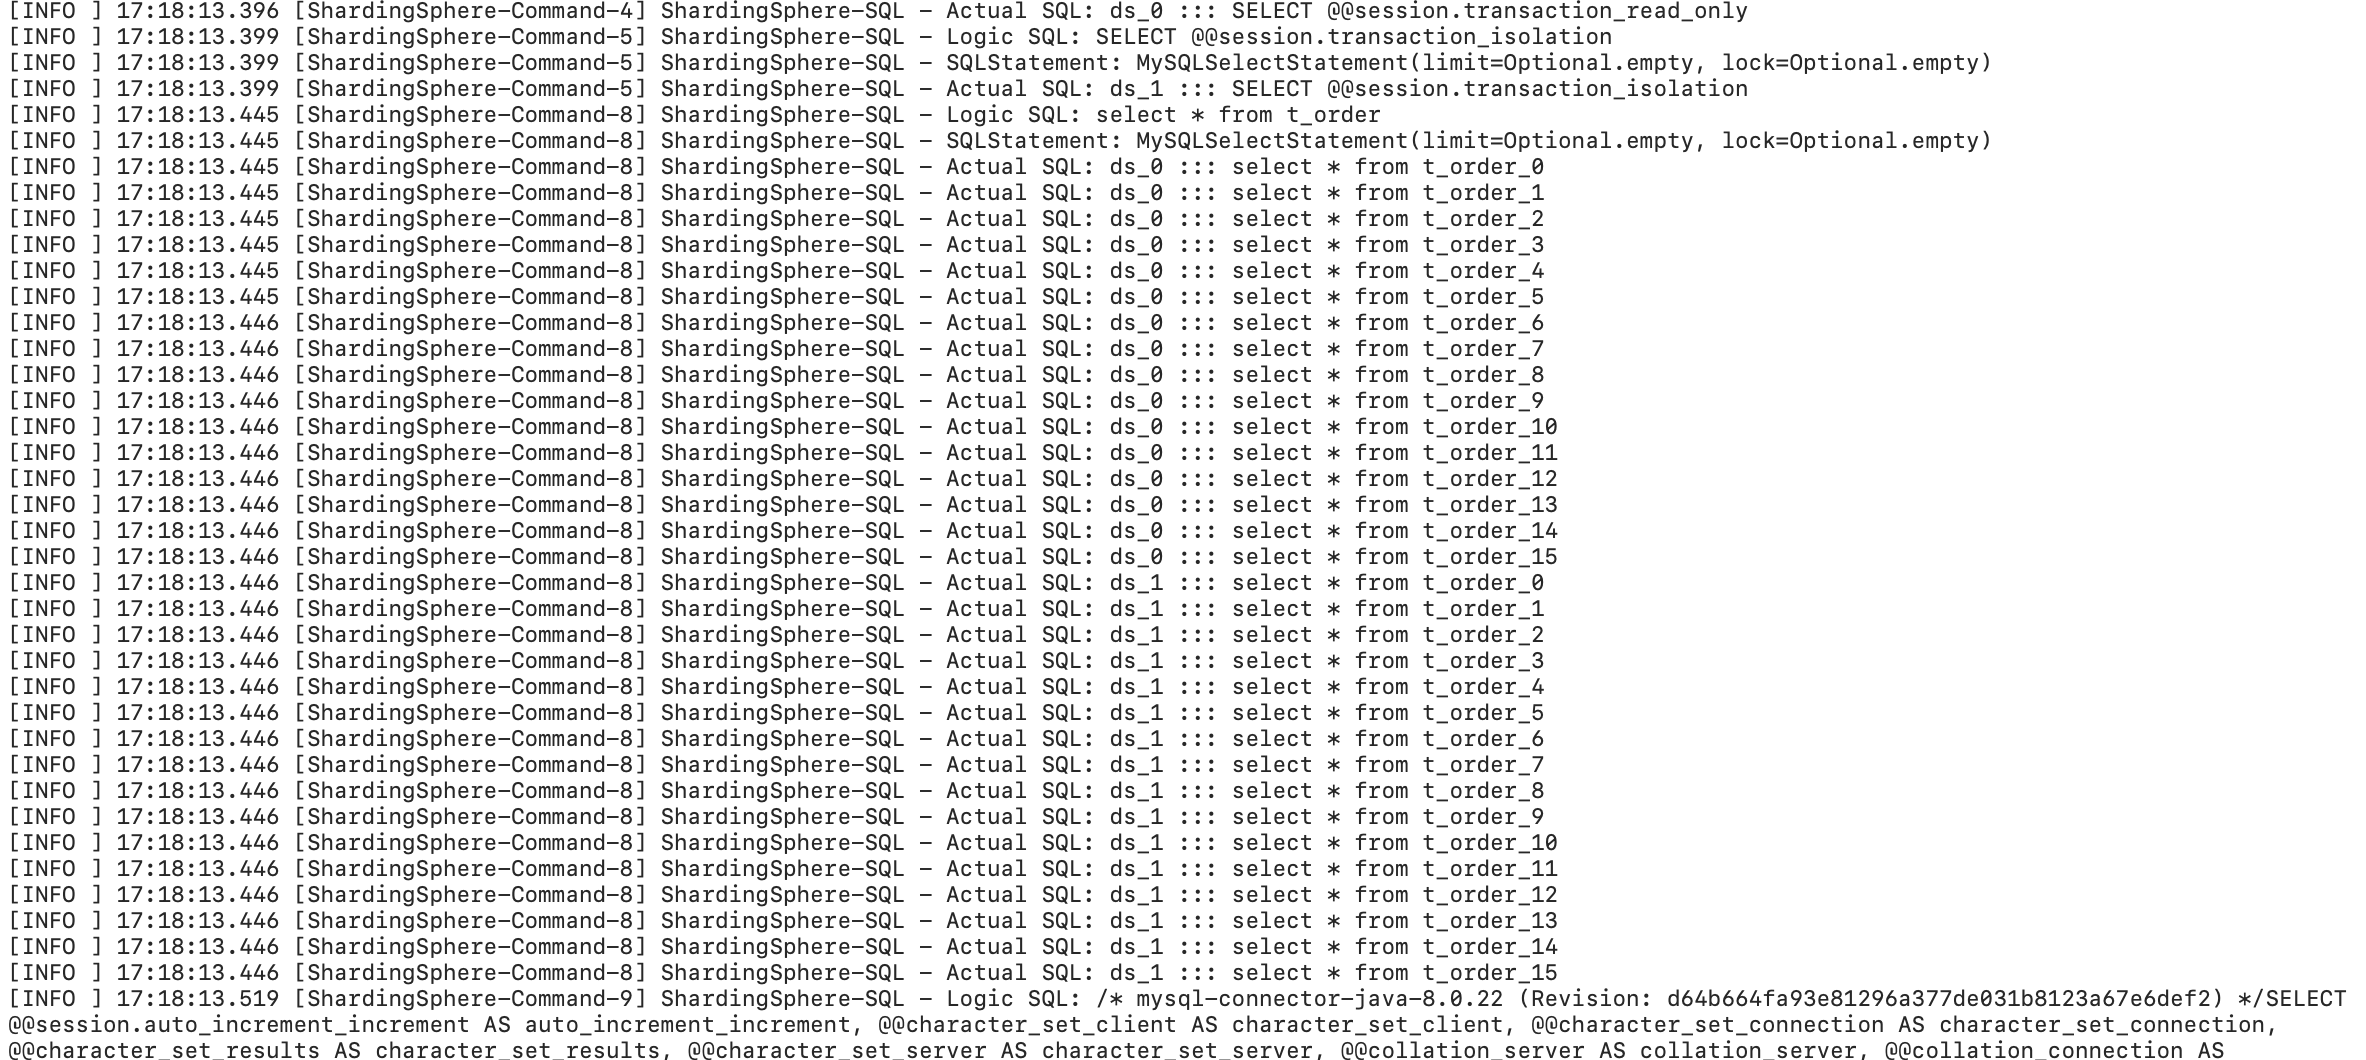 [INFO ] 17:18:13.396 [ShardingSphere-Command-4] ShardingSphere-SQL – Actual SQL: ds_0 ::: SELECT @@session.transaction_read_only
[INFO ] 17:18:13.399 [ShardingSphere-Command-5] ShardingSphere-SQL – Logic SQL: SELECT @@session.transaction_isolation
[INFO ] 17:18:13.399 [ShardingSphere-Command-5] ShardingSphere-SQL – SQLStatement: MySQLSelectStatement(limit=Optional.empty, lock=Optional.empty)
[INFO ] 17:18:13.399 [ShardingSphere-Command-5] ShardingSphere-SQL – Actual SQL: ds_1 ::: SELECT @@session.transaction_isolation
[INFO ] 17:18:13.445 [ShardingSphere-Command-8] ShardingSphere-SQL – Logic SQL: select * from t_order
[INFO ] 17:18:13.445 [ShardingSphere-Command-8] ShardingSphere-SQL – SQLStatement: MySQLSelectStatement(limit=Optional.empty, lock=Optional.empty)
[INFO ] 17:18:13.445 [ShardingSphere-Command-8] ShardingSphere-SQL – Actual SQL: ds_0 ::: select * from t_order_0
[INFO ] 17:18:13.445 [ShardingSphere-Command-8] ShardingSphere-SQL – Actual SQL: ds_0 ::: select * from t_order_1
[INFO ] 17:18:13.445 [ShardingSphere-Command-8] ShardingSphere-SQL – Actual SQL: ds_0 ::: select * from t_order_2
[INFO ] 17:18:13.445 [ShardingSphere-Command-8] ShardingSphere-SQL – Actual SQL: ds_0 ::: select * from t_order_3
[INFO ] 17:18:13.445 [ShardingSphere-Command-8] ShardingSphere-SQL – Actual SQL: ds_0 ::: select * from t_order_4
[INFO ] 17:18:13.445 [ShardingSphere-Command-8] ShardingSphere-SQL – Actual SQL: ds_0 ::: select * from t_order_5
[INFO ] 17:18:13.446 [ShardingSphere-Command-8] ShardingSphere-SQL – Actual SQL: ds_0 ::: select * from t_order_6
[INFO ] 17:18:13.446 [ShardingSphere-Command-8] ShardingSphere-SQL – Actual SQL: ds_0 ::: select * from t_order_7
[INFO ] 17:18:13.446 [ShardingSphere-Command-8] ShardingSphere-SQL – Actual SQL: ds_0 ::: select * from t_order_8
[INFO ] 17:18:13.446 [ShardingSphere-Command-8] ShardingSphere-SQL – Actual SQL: ds_0 ::: select * from t_order_9
[INFO ] 17:18:13.446 [ShardingSphere-Command-8] ShardingSphere-SQL – Actual SQL: ds_0 ::: select * from t_order_10
[INFO ] 17:18:13.446 [ShardingSphere-Command-8] ShardingSphere-SQL – Actual SQL: ds_0 ::: select * from t_order_11
[INFO ] 17:18:13.446 [ShardingSphere-Command-8] ShardingSphere-SQL – Actual SQL: ds_0 ::: select * from t_order_12
[INFO ] 17:18:13.446 [ShardingSphere-Command-8] ShardingSphere-SQL – Actual SQL: ds_0 ::: select * from t_order_13
[INFO ] 17:18:13.446 [ShardingSphere-Command-8] ShardingSphere-SQL – Actual SQL: ds_0 ::: select * from t_order_14
[INFO ] 17:18:13.446 [ShardingSphere-Command-8] ShardingSphere-SQL – Actual SQL: ds_0 ::: select * from t_order_15
[INFO ] 17:18:13.446 [ShardingSphere-Command-8] ShardingSphere-SQL – Actual SQL: ds_1 ::: select * from t_order_0
[INFO ] 17:18:13.446 [ShardingSphere-Command-8] ShardingSphere-SQL – Actual SQL: ds_1 ::: select * from t_order_1
[INFO ] 17:18:13.446 [ShardingSphere-Command-8] ShardingSphere-SQL – Actual SQL: ds_1 ::: select * from t_order_2
[INFO ] 17:18:13.446 [ShardingSphere-Command-8] ShardingSphere-SQL – Actual SQL: ds_1 ::: select * from t_order_3
[INFO ] 17:18:13.446 [ShardingSphere-Command-8] ShardingSphere-SQL – Actual SQL: ds_1 ::: select * from t_order_4
[INFO ] 17:18:13.446 [ShardingSphere-Command-8] ShardingSphere-SQL – Actual SQL: ds_1 ::: select * from t_order_5
[INFO ] 17:18:13.446 [ShardingSphere-Command-8] ShardingSphere-SQL – Actual SQL: ds_1 ::: select * from t_order_6
[INFO ] 17:18:13.446 [ShardingSphere-Command-8] ShardingSphere-SQL – Actual SQL: ds_1 ::: select * from t_order_7
[INFO ] 17:18:13.446 [ShardingSphere-Command-8] ShardingSphere-SQL – Actual SQL: ds_1 ::: select * from t_order_8
[INFO ] 17:18:13.446 [ShardingSphere-Command-8] ShardingSphere-SQL – Actual SQL: ds_1 ::: select * from t_order_9
[INFO ] 17:18:13.446 [ShardingSphere-Command-8] ShardingSphere-SQL – Actual SQL: ds_1 ::: select * from t_order_10
[INFO ] 17:18:13.446 [ShardingSphere-Command-8] ShardingSphere-SQL – Actual SQL: ds_1 ::: select * from t_order_11
[INFO ] 17:18:13.446 [ShardingSphere-Command-8] ShardingSphere-SQL – Actual SQL: ds_1 ::: select * from t_order_12
[INFO ] 17:18:13.446 [ShardingSphere-Command-8] ShardingSphere-SQL – Actual SQL: ds_1 ::: select * from t_order_13
[INFO ] 17:18:13.446 [ShardingSphere-Command-8] ShardingSphere-SQL – Actual SQL: ds_1 ::: select * from t_order_14
[INFO ] 17:18:13.446 [ShardingSphere-Command-8] ShardingSphere-SQL – Actual SQL: ds_1 ::: select * from t_order_15
[INFO ] 17:18:13.519 [ShardingSphere-Command-9] ShardingSphere-SQL – Logic SQL: /* mysql-connector-java-8.0.22 (Revision: d64b664fa93e81296a377de031b8123a67e6def2) */SELECT
@@session.auto_increment_increment AS auto_increment_increment, @@character_set_client AS character_set_client, @@character_set_connection AS character_set_connection,
@@character_set_results AS character_set_results, @@character_set_server AS character_set_server, @@collation_server AS collation_server, @@collation_connection AS